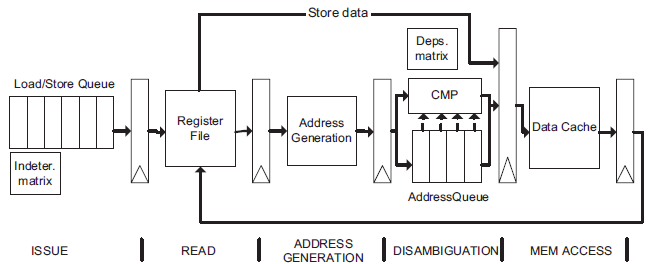 Store data
Deps.
matrix
Load/Store Queue
CMP
Register
File
Address
Generation
Data Cache
Indeter.
matrix
AddressQueue
ISSUE
READ
ADDRESS
GENERATION
DISAMBIGUATION
MEM ACCESS